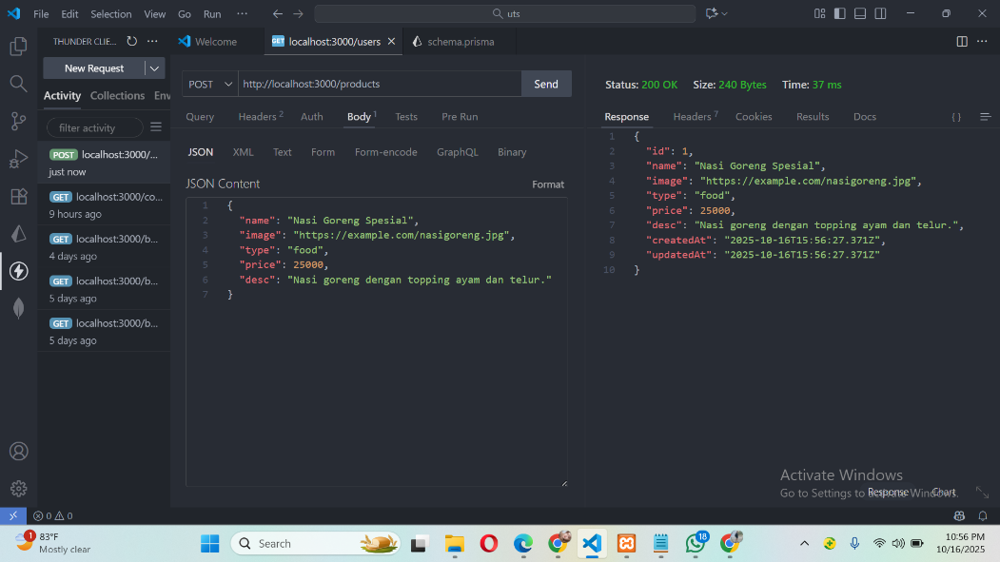 File Edit Selection View Go Run ··· uts
THUNDER CLIE... ···
Welcome
GET localhost:3000/users
schema.prisma
New Request
Activity Collections Env
filter activity
POST localhost:3000/...
just now
GET localhost:3000/co...
9 hours ago
GET localhost:3000/b...
4 days ago
GET localhost:3000/b...
5 days ago
GET localhost:3000/b...
5 days ago
POST http://localhost:3000/products Send
Query Headers 2 Auth Body 1 Tests Pre Run
JSON XML Text Form Form-encode GraphQL Binary
JSON Content Format
1 {
2 "name": "Nasi Goreng Spesial",
3 "image": "https://example.com/nasigoreng.jpg",
4 "type": "food",
5 "price": 25000,
6 "desc": "Nasi goreng dengan topping ayam dan telur."
7 }
Status: 200 OK Size: 240 Bytes Time: 37 ms
Response Headers 7 Cookies Results Docs { }
1 {
2 "id": 1,
3 "name": "Nasi Goreng Spesial",
4 "image": "https://example.com/nasigoreng.jpg",
5 "type": "food",
6 "price": 25000,
7 "desc": "Nasi goreng dengan topping ayam dan telur.",
8 "createdAt": "2025-10-16T15:56:27.371Z",
9 "updatedAt": "2025-10-16T15:56:27.371Z"
10 }
Response Chart
Activate Windows
Go to Settings to activate Windows.
0 0
1
83°F
Mostly clear
Search
18
10:56 PM
10/16/2025